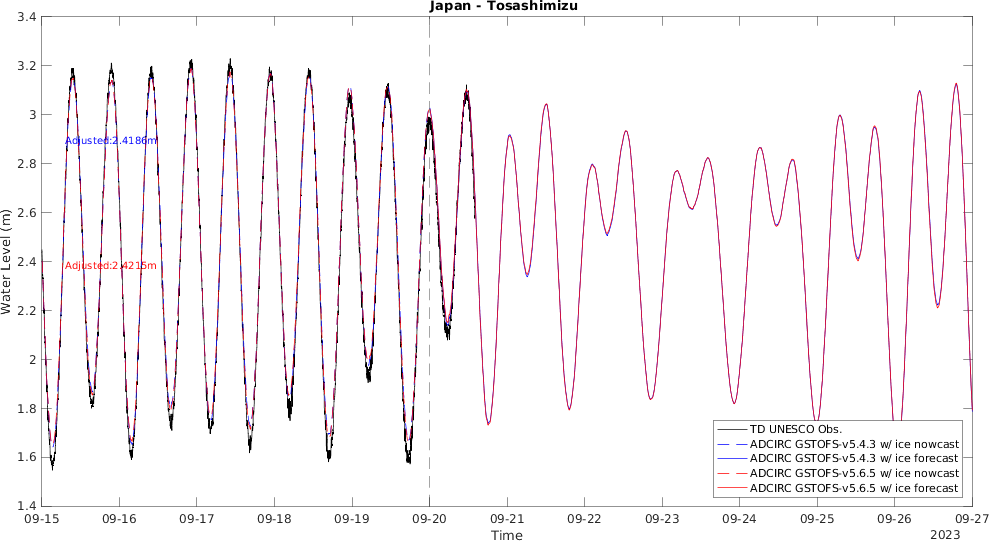 Japan - Tosashimizu
3.4
3.2
3
2.8
2.6
2.4
2.2
2
1.8
1.6
1.4
Water Level (m)
Adjusted:2.4186m
Adjusted:2.4215m
TD UNESCO Obs.
ADCIRC GSTOFS-v5.4.3 w/ ice nowcast
ADCIRC GSTOFS-v5.4.3 w/ ice forecast
ADCIRC GSTOFS-v5.6.5 w/ ice nowcast
ADCIRC GSTOFS-v5.6.5 w/ ice forecast
09-15 09-16 09-17 09-18 09-19 09-20 09-21 09-22 09-23 09-24 09-25 09-26 09-27
Time
2023